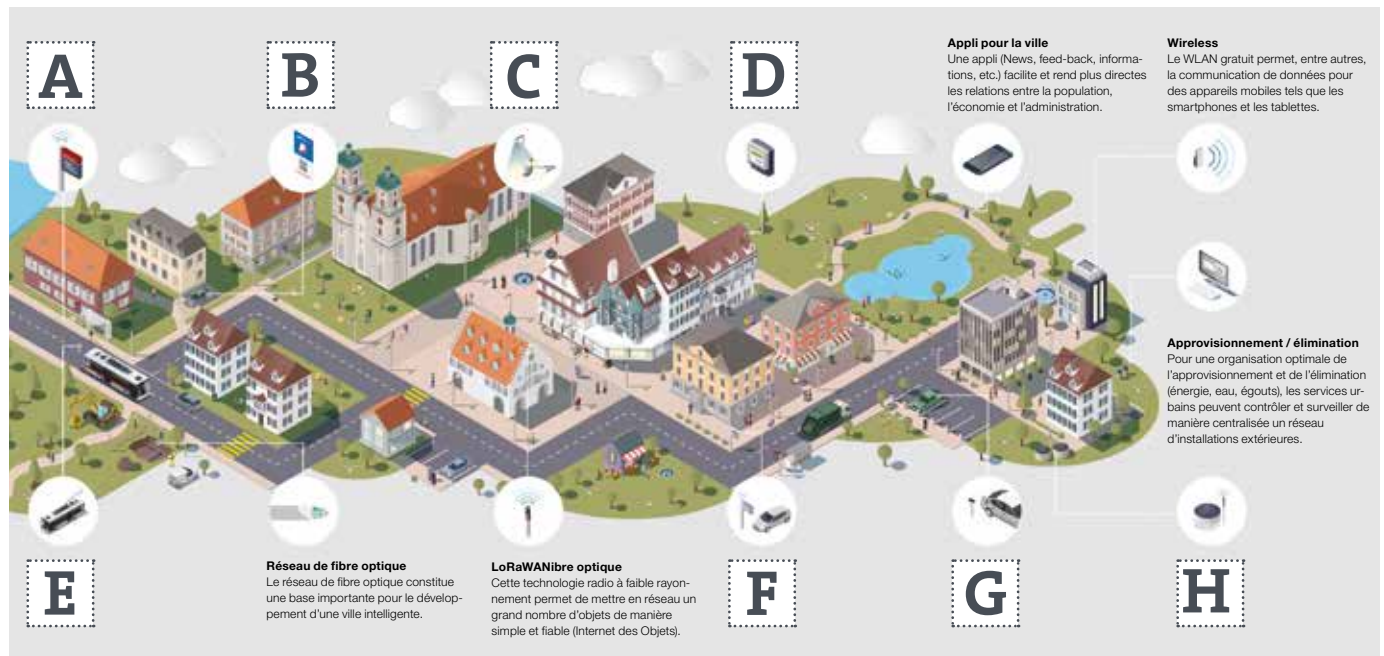 A
B
C
D
Appli pour la ville
Une appli (News, feed-back, informa-
tions, etc.) facilite et rend plus directes
les relations entre la population,
l'économie et l'administration.
Wireless
Le WLAN gratuit permet, entre autres,
la communication de données pour
des appareils mobiles tels que les
smartphones et les tablettes.
Approvisionnement / élimination
Pour une organisation optimale de
l'approvisionnement et de l'élimination
(énergie, eau, égouts), les services ur-
bains peuvent contrôler et surveiller de
manière centralisée un réseau
d'installations extérieures.
E
Réseau de fibre optique
Le réseau de fibre optique constitue
une base importante pour le dévelop-
pement d'une ville intelligente.
LoRaWANibre optique
Cette technologie radio à faible rayon-
nement permet de mettre en réseau un
grand nombre d'objets de manière
simple et fiable (Internet des Objets).
F
G
H